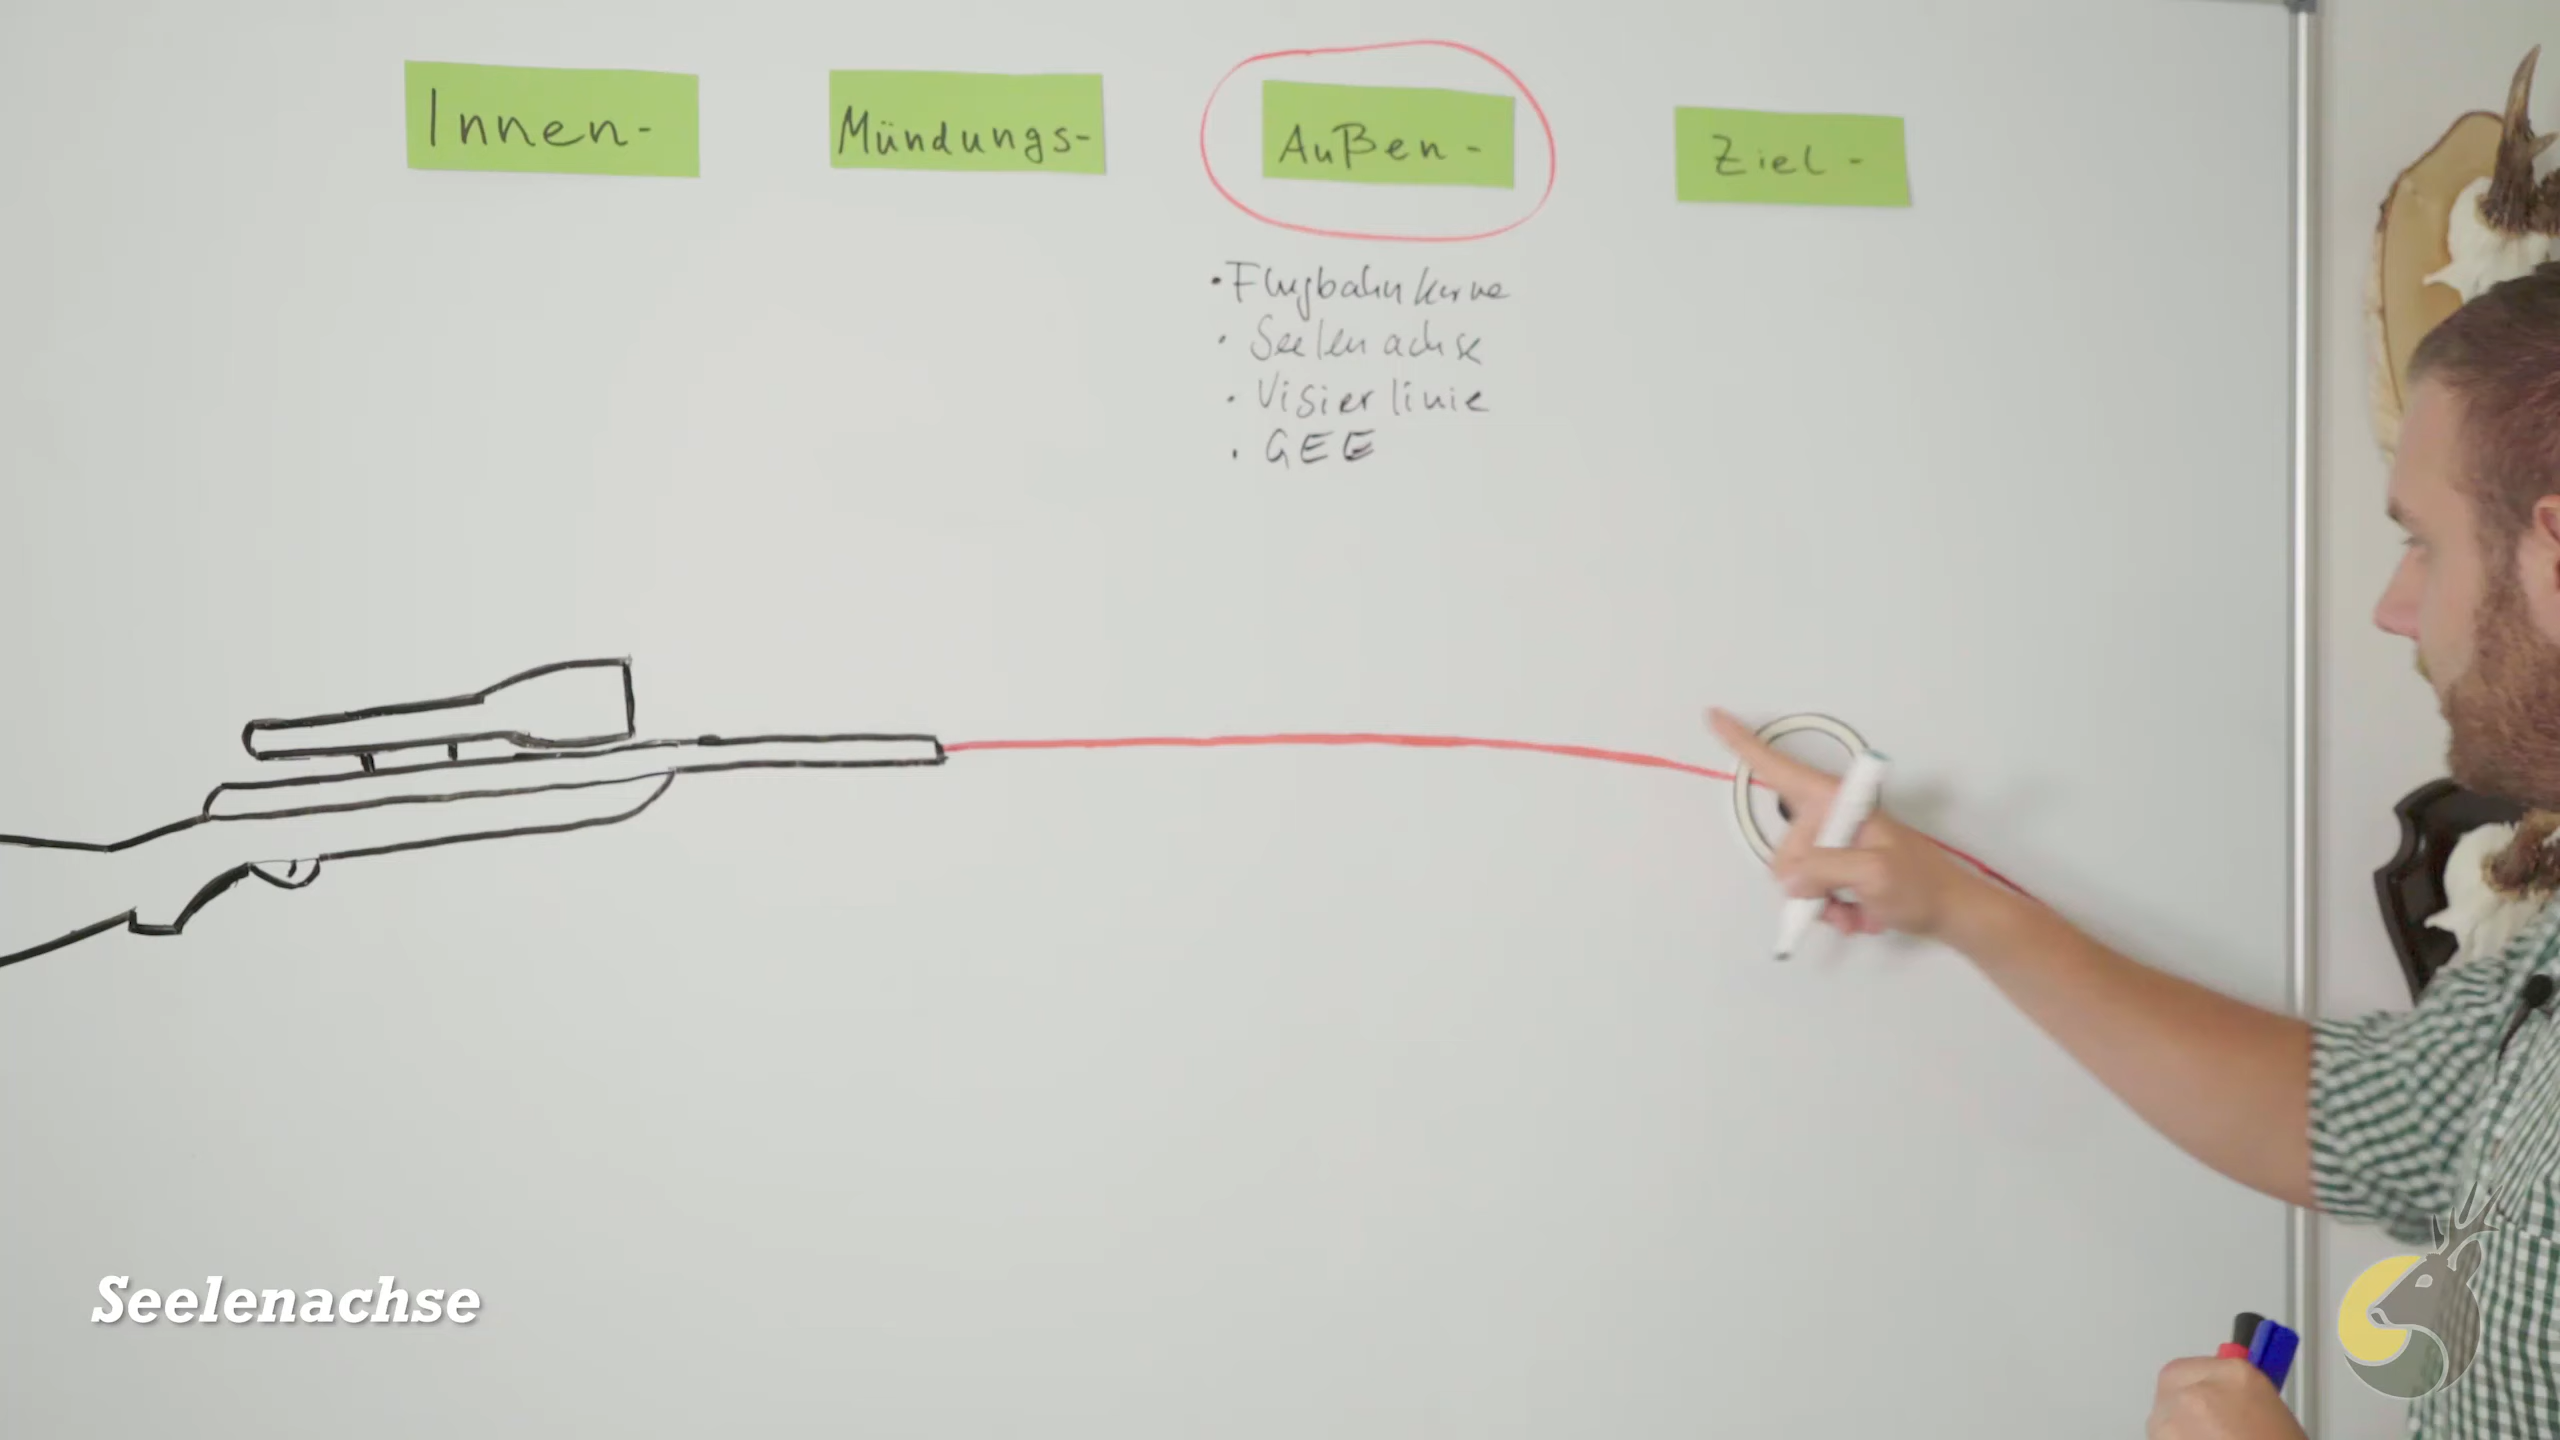 Innen-
Mündungs-
Außen-
Ziel-
• Flugbahnkurve
• Seelenachse
• Visierlinie
• GEE
Seelenachse